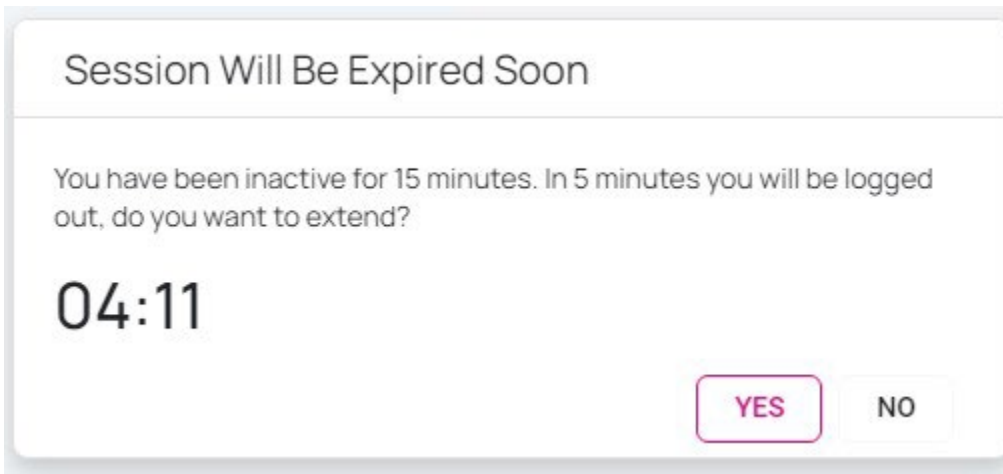 Session Will Be Expired Soon
You have been inactive for 15 minutes. In 5 minutes you will be logged
out, do you want to extend?
04:11
YES NO